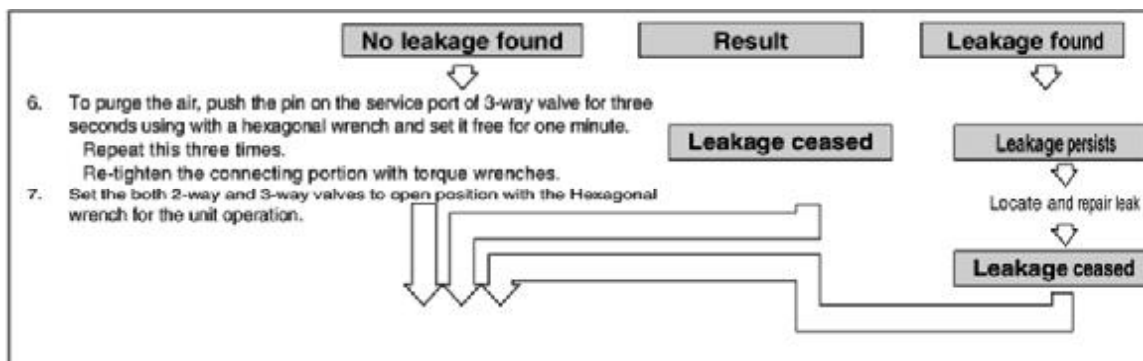 No leakage found
Result
Leakage found
6. To purge the air, push the pin on the service port of 3-way valve for three
seconds using with a hexagonal wrench and set it free for one minute.
Repeat this three times.
Re-tighten the connecting portion with torque wrenches.
7. Set the both 2-way and 3-way valves to open position with the Hexagonal
wrench for the unit operation.
Leakage ceased
Leakage persists
Locate and repair leak
Leakage ceased